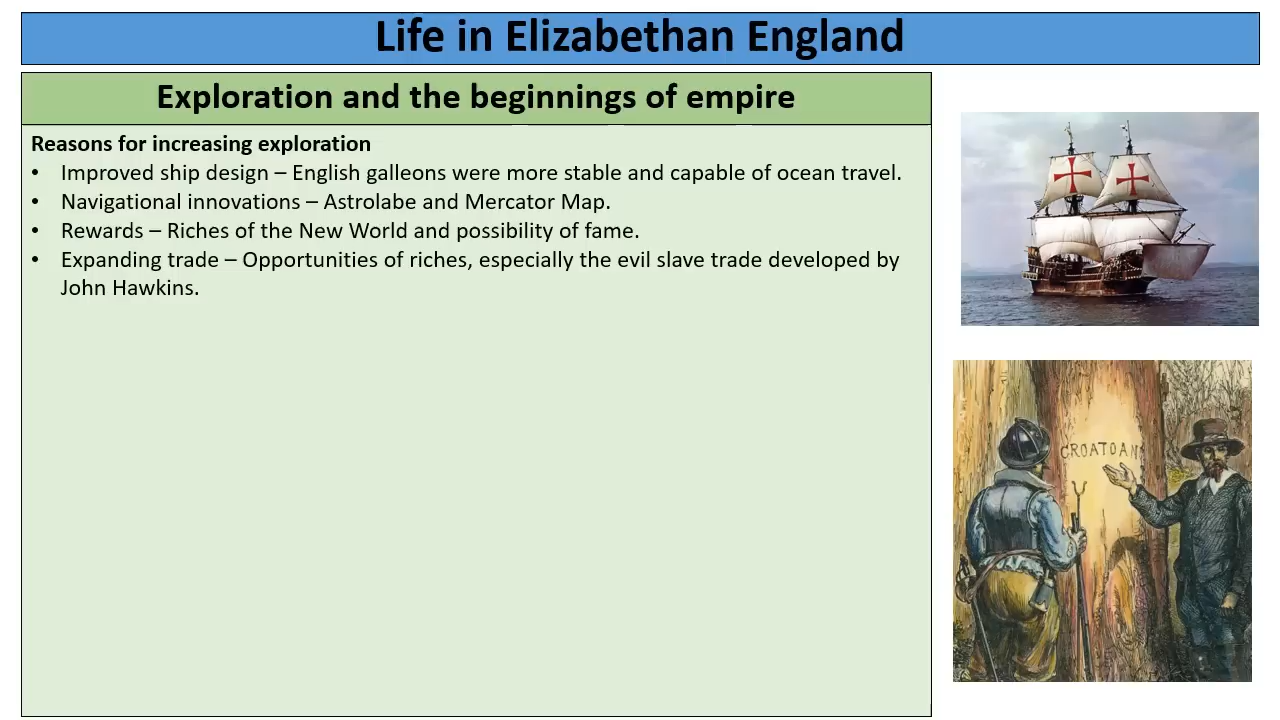 Life in Elizabethan England
Exploration and the beginnings of empire
Reasons for increasing exploration
• Improved ship design – English galleons were more stable and capable of ocean travel.
• Navigational innovations – Astrolabe and Mercator Map.
• Rewards – Riches of the New World and possibility of fame.
• Expanding trade – Opportunities of riches, especially the evil slave trade developed by
John Hawkins.
CROATOAN